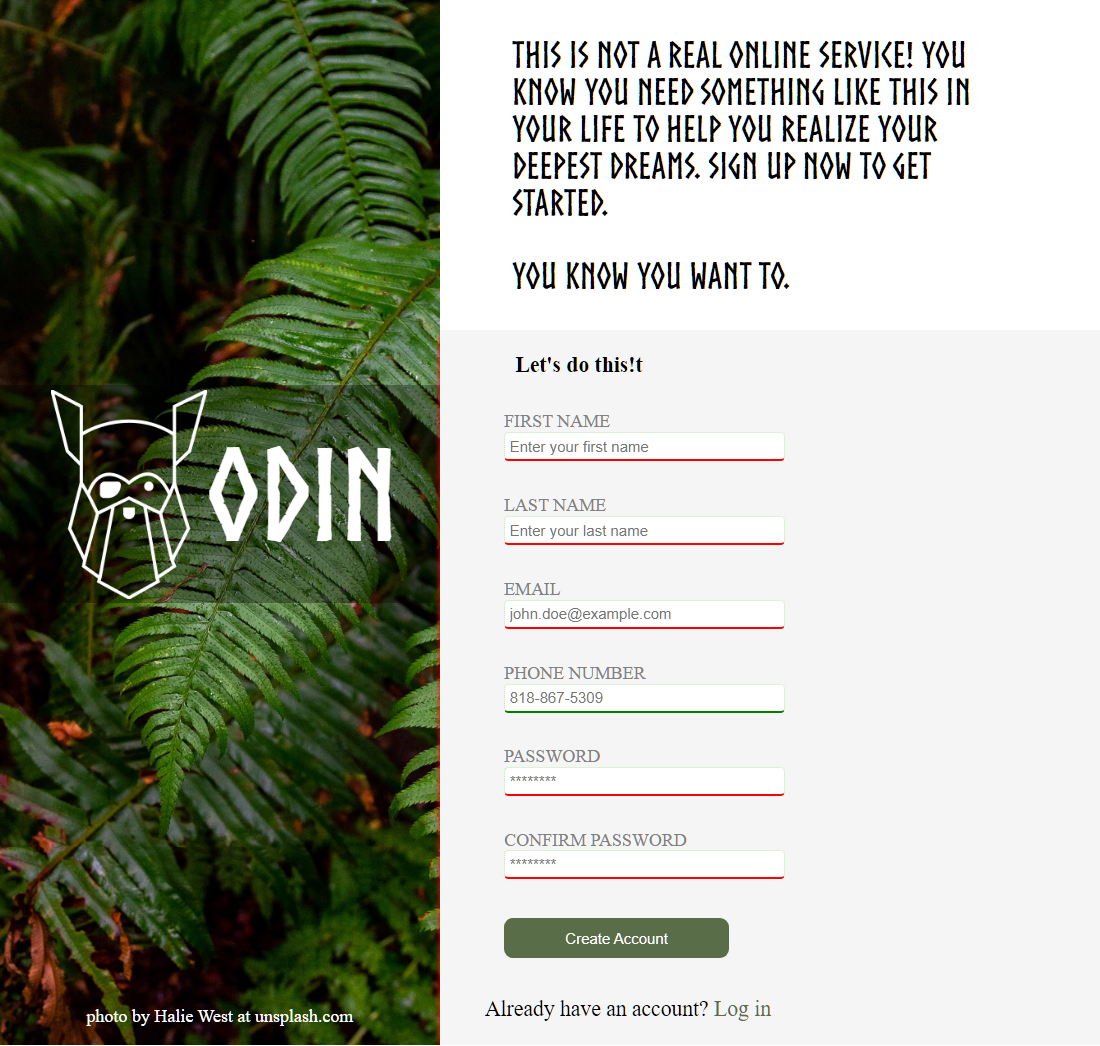 THIS IS NOT A REAL ONLINE SERVICE! YOU
KNOW YOU NEED SOMETHING LIKE THIS IN
YOUR LIFE TO HELP YOU REALIZE YOUR
DEEPEST DREAMS. SIGN UP NOW TO GET
STARTED.
YOU KNOW YOU WANT TO.
ODIN
photo by Halie West at unsplash.com
Let's do this!t
FIRST NAME
Enter your first name
LAST NAME
Enter your last name
EMAIL
john.doe@example.com
PHONE NUMBER
818-867-5309
PASSWORD
********
CONFIRM PASSWORD
********
Create Account
Already have an account? Log in